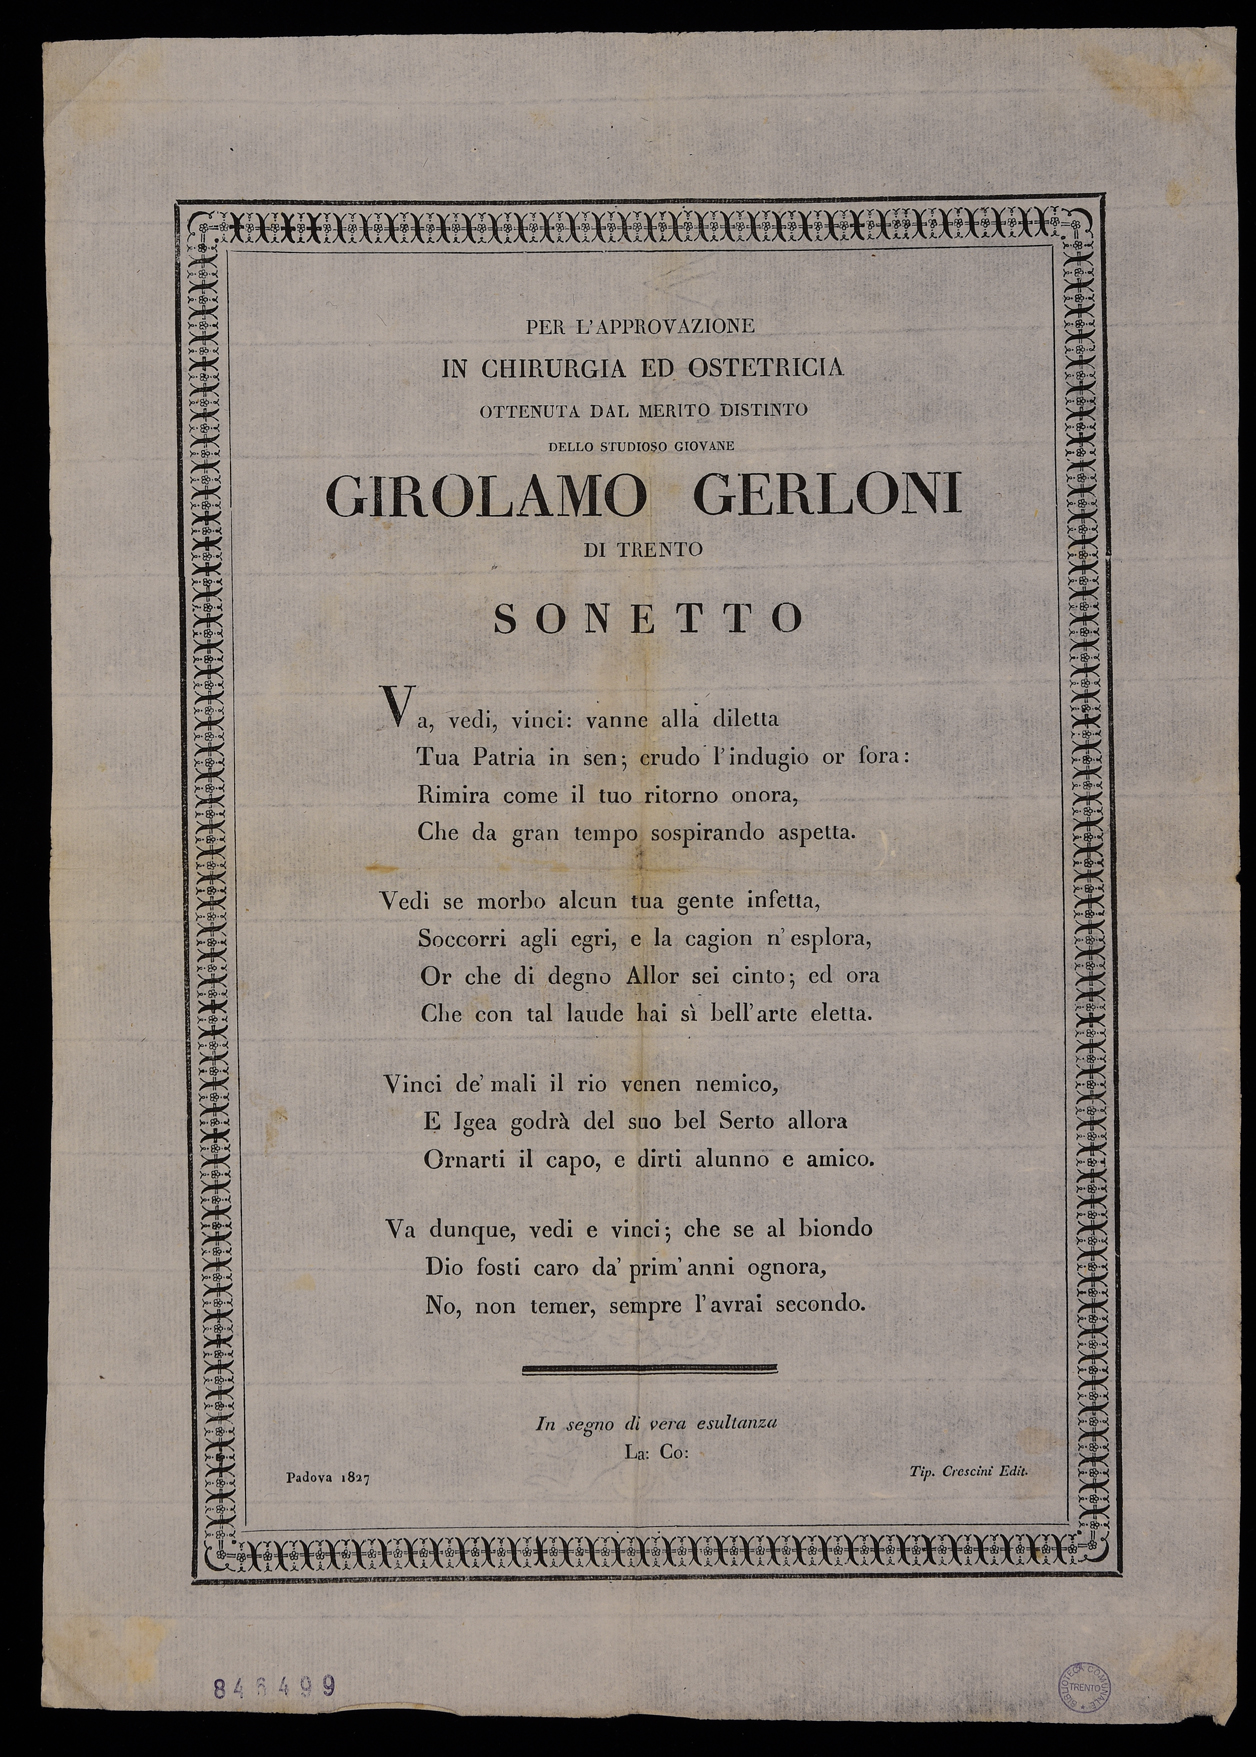 PER L'APPROVAZIONE
IN CHIRURGIA ED OSTETRICIA
OTTENUTA DAL MERITO DISTINTO
DELLO STUDIOSO GIOVANE
GIROLAMO GERLONI
DI TRENTO
SONETTO
Va, vedi, vinci: vanne alla diletta
Tua Patria in sen; crudo l'indugio or fora:
Rimira come il tuo ritorno onora,
Che da gran tempo sospirando aspetta.
Vedi se morbo alcun tua gente infetta,
Soccorri agli egri, e la cagion n'esplora,
Or che di degno Allor sei cinto; ed ora
Che con tal laude hai sì bell'arte eletta.
Vinci de' mali il rio venen nemico,
E Igea godrà del suo bel Serto allora
Ornarti il capo, e dirti alunno e amico.
Va dunque, vedi e vinci; che se al biondo
Dio fosti caro da' prim' anni ognora,
No, non temer, sempre l'avrai secondo.
In segno di vera esultanza
La: Co:
Padova 1827
Tip. Crescini Edit.
846499
BIBLIOTECA COMUNALE
TRENTO